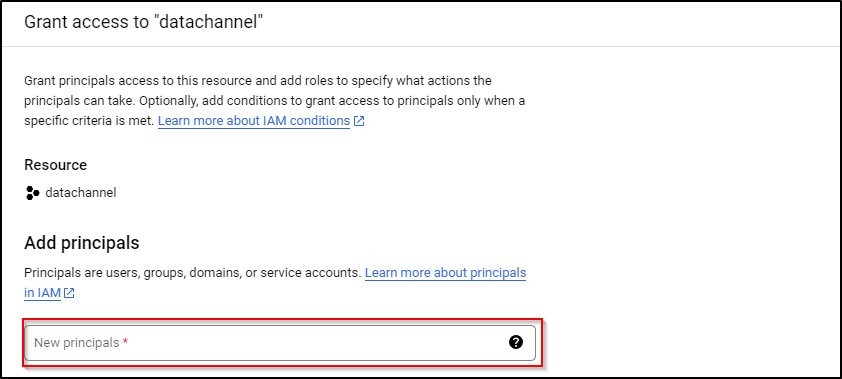 Grant access to "datachannel"
Grant principals access to this resource and add roles to specify what actions the
principals can take. Optionally, add conditions to grant access to principals only when a
specific criteria is met. Learn more about IAM conditions
Resource
datachannel
Add principals
Principals are users, groups, domains, or service accounts. Learn more about principals
in IAM
New principals *